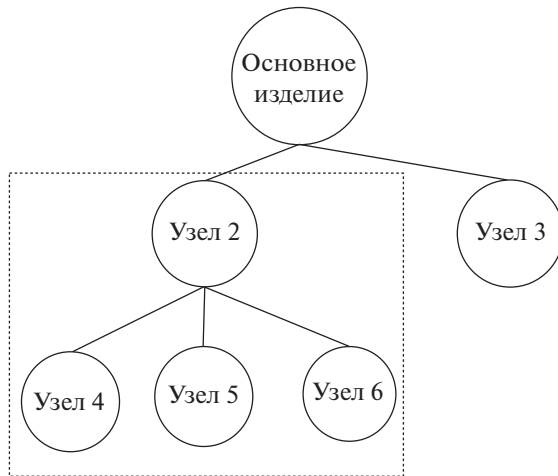 Основное
изделие
Узел 2
Узел 3
Узел 4
Узел 5
Узел 6